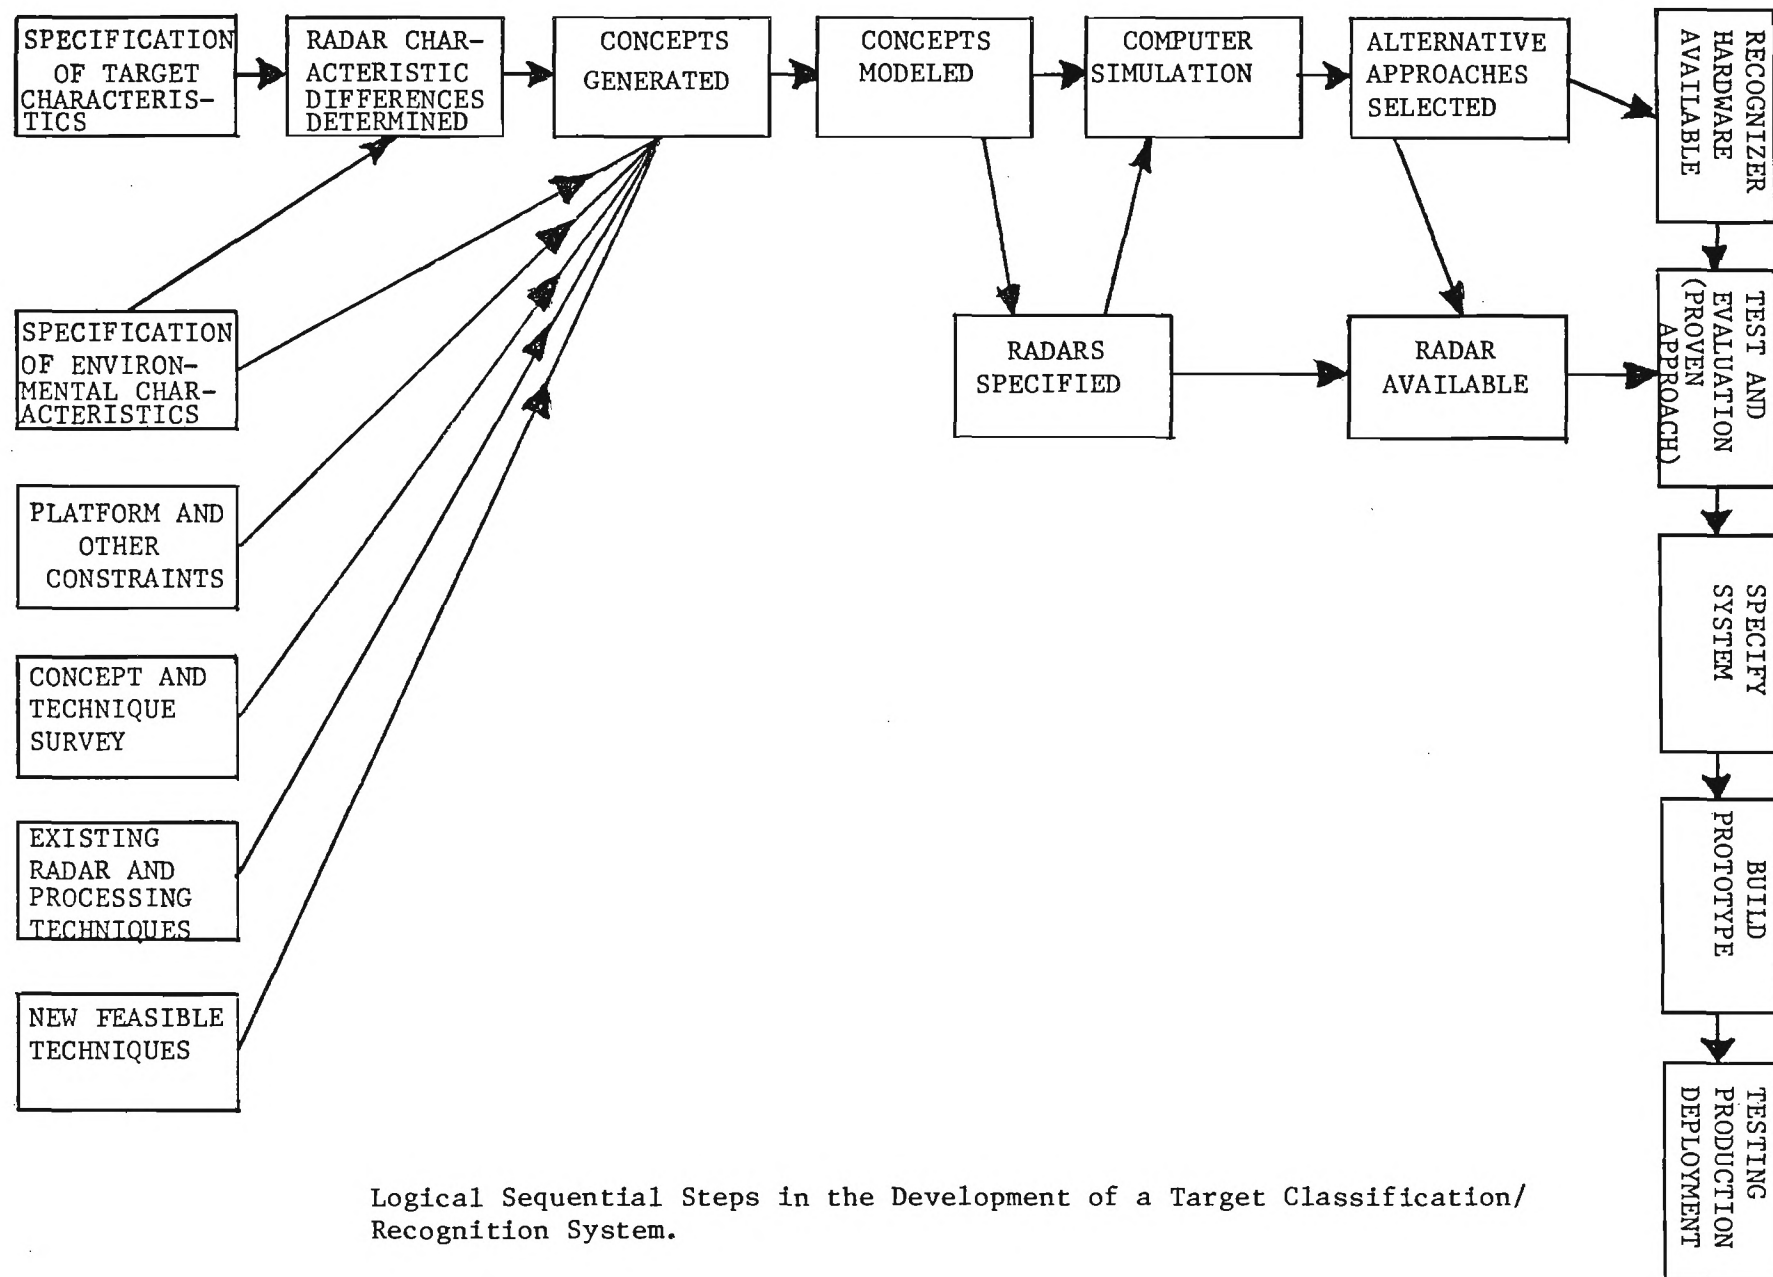 SPECIFICATION
OF TARGET
CHARACTERIS-
TICS
RADAR CHAR-
ACTERISTIC
DIFFERENCES
DETERMINED
CONCEPTS
GENERATED
CONCEPTS
MODELED
COMPUTER
SIMULATION
ALTERNATIVE
APPROACHES
SELECTED
RECOGNIZER
HARDWARE
AVAILABLE
SPECIFICATION
OF ENVIRON-
MENTAL CHAR-
ACTERISTICS
RADARS
SPECIFIED
RADAR
AVAILABLE
TEST AND
EVALUATION
(PROVEN
APPROACH)
PLATFORM AND
OTHER
CONSTRAINTS
SPECIFY
SYSTEM
CONCEPT AND
TECHNIQUE
SURVEY
EXISTING
RADAR AND
PROCESSING
TECHNIQUES
BUILD
PROTOTYPE
NEW FEASIBLE
TECHNIQUES
TESTING
PRODUCTION
DEPLOYMENT
Logical Sequential Steps in the Development of a Target Classification/
Recognition System.